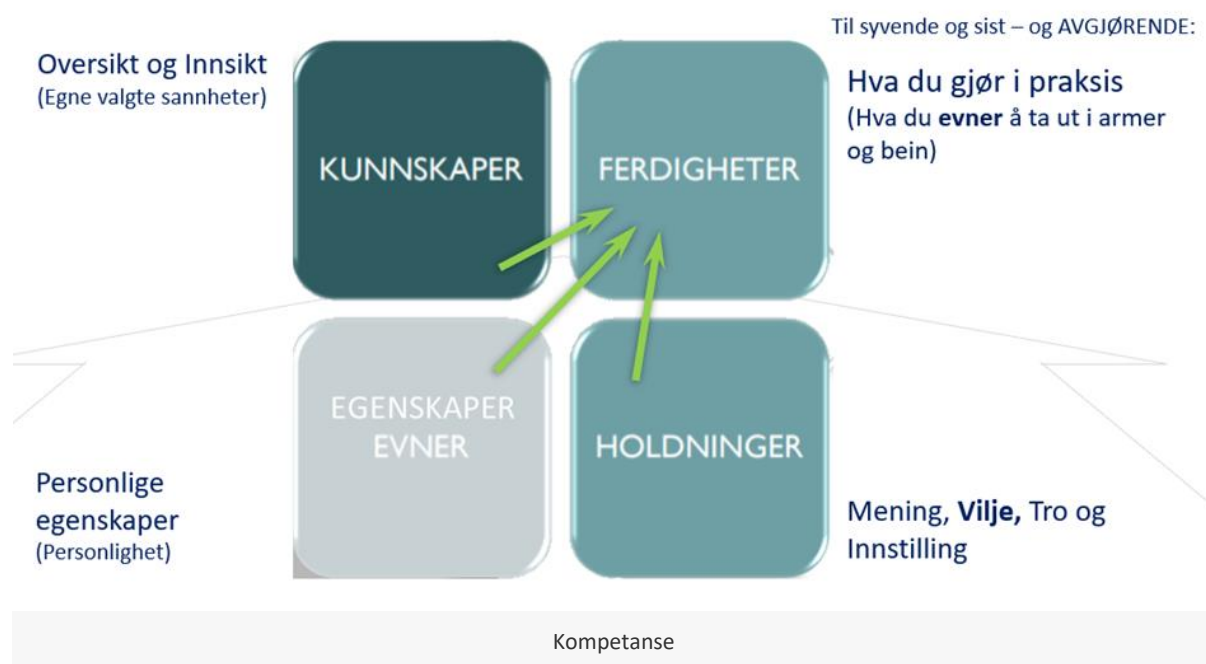 Til syvende og sist – og AVGJØRENDE:
Oversikt og Innsikt
(Egne valgte sannheter)
Hva du gjør i praksis
(Hva du evner å ta ut i armer
og bein)
KUNNSKAPER
FERDIGHETER
EGENSKAPER
EVNER
HOLDNINGER
Personlige
egenskaper
(Personlighet)
Mening, Vilje, Tro og
Innstilling
Kompetanse